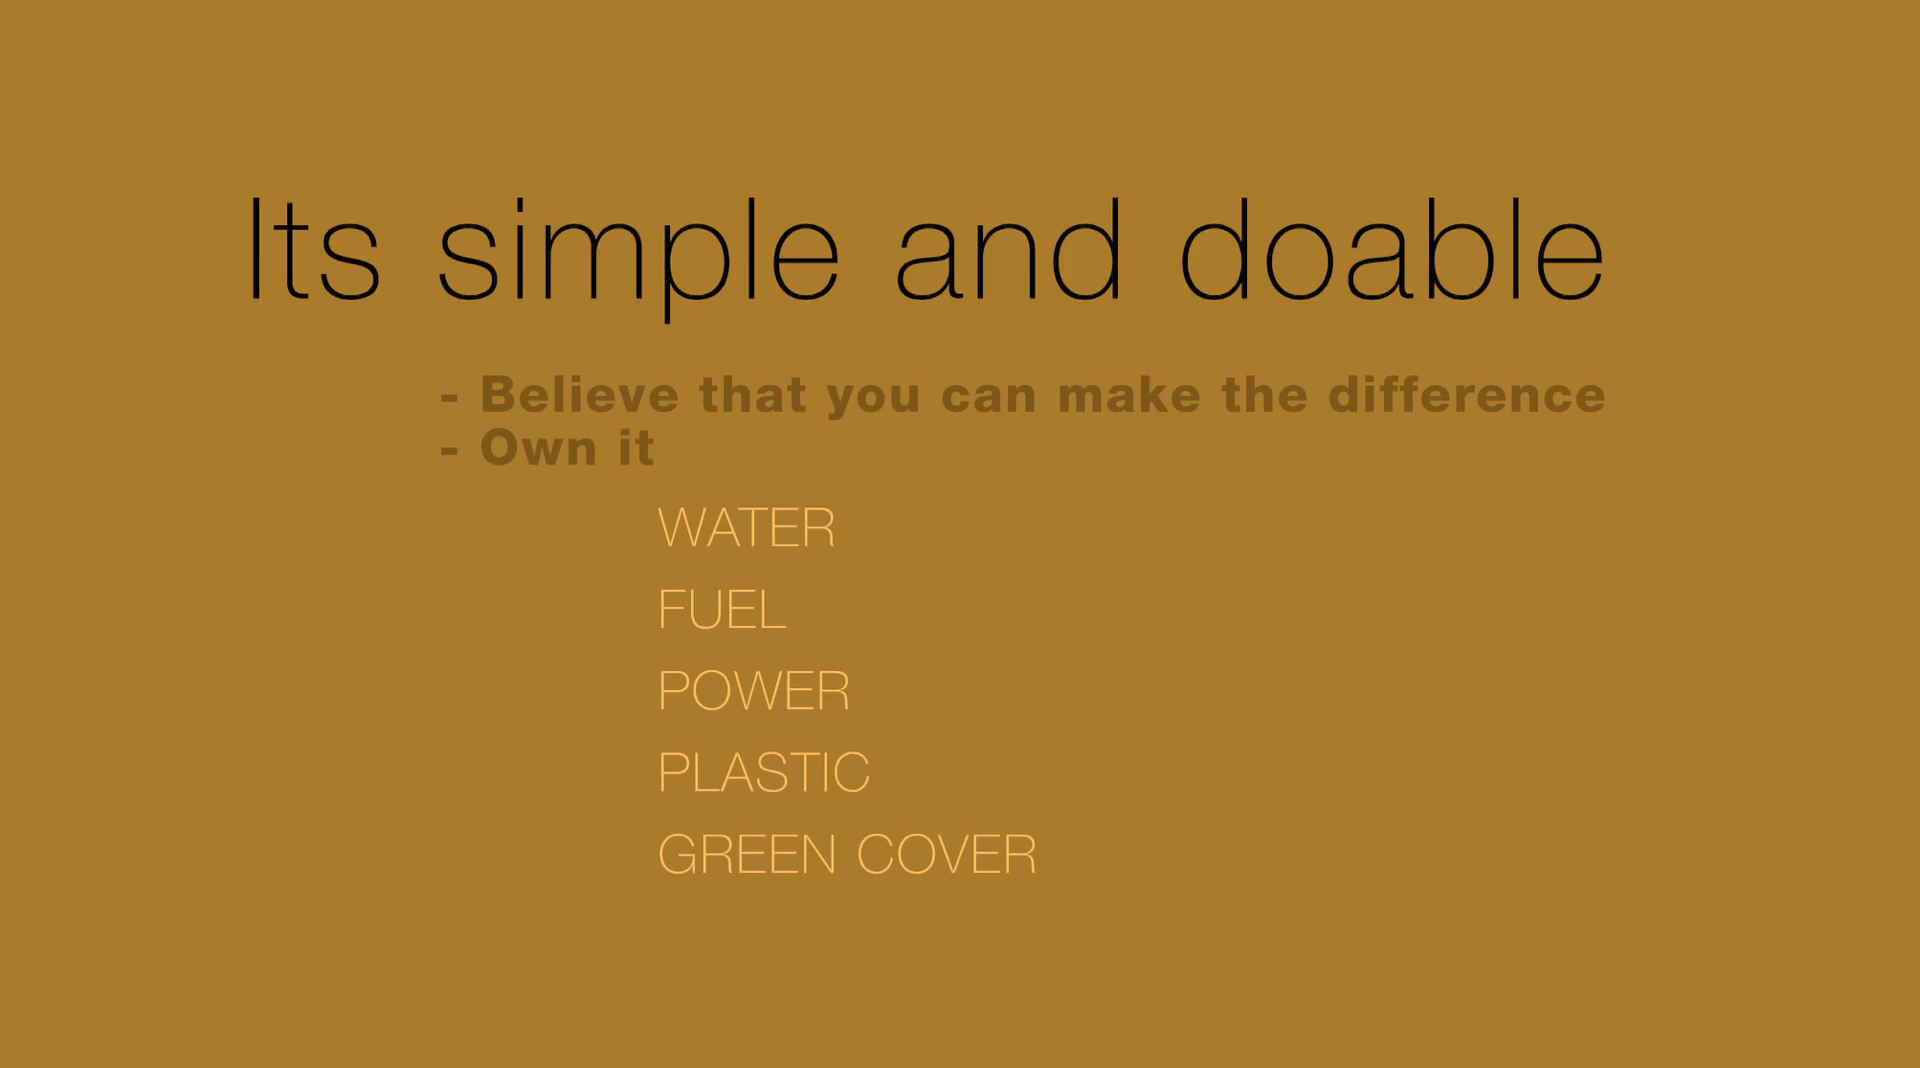 Its simple and doable
- Believe that you can make the difference
- Own it
WATER
FUEL
POWER
PLASTIC
GREEN COVER